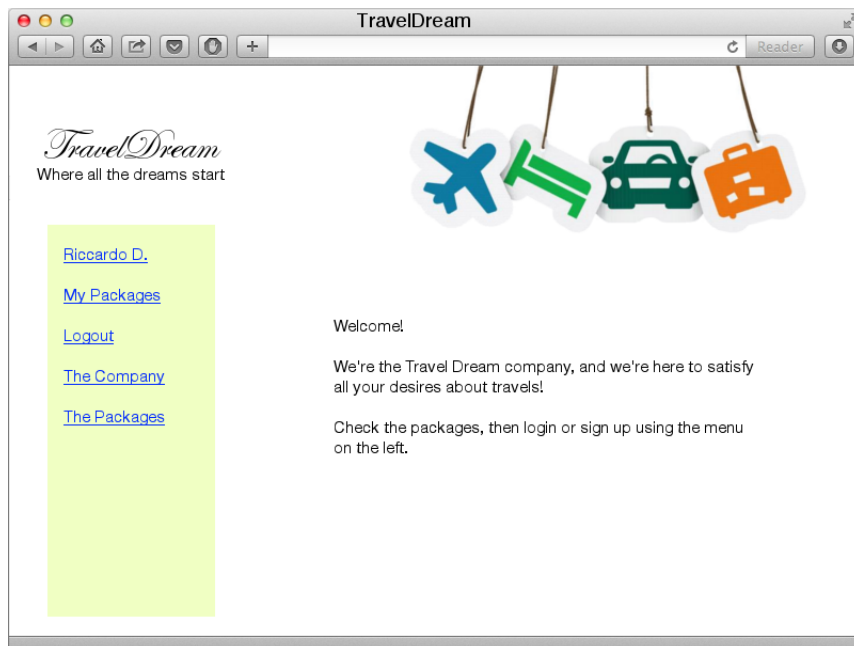 TravelDream
Reader
TravelDream
Where all the dreams start
Riccardo D.
My Packages
Logout
The Company
The Packages
Welcome!
We're the Travel Dream company, and we're here to satisfy
all your desires about travels!
Check the packages, then login or sign up using the menu
on the left.